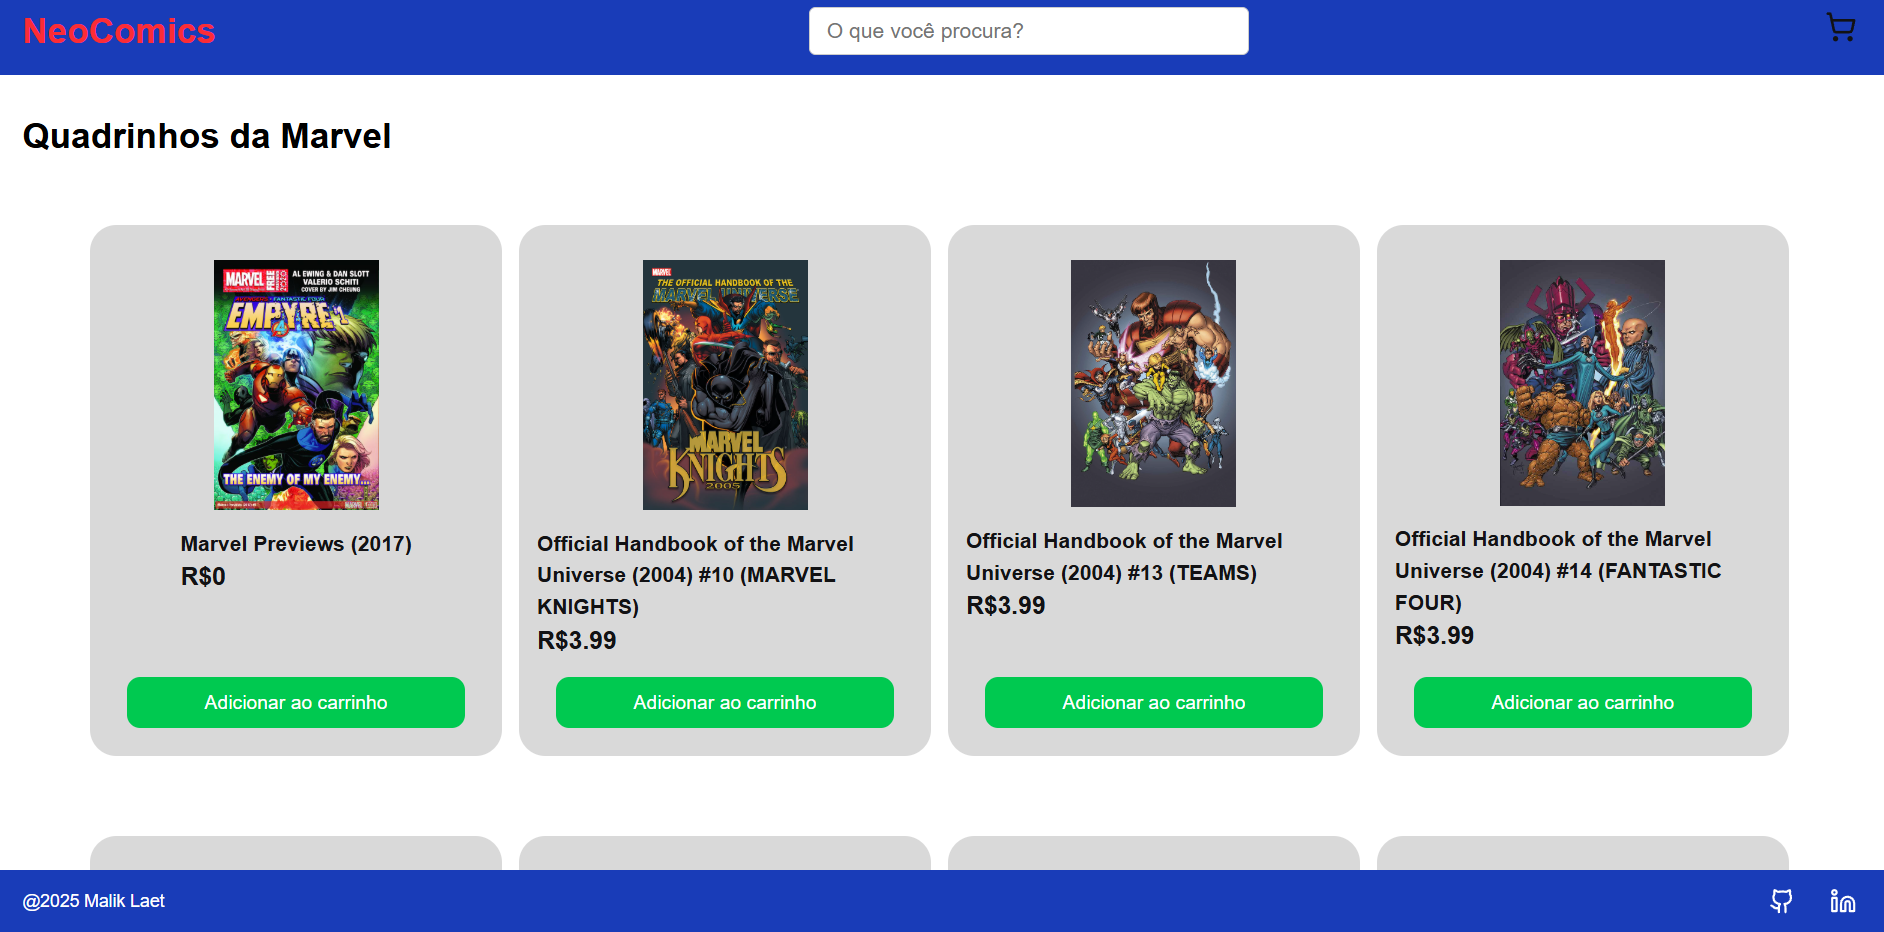 NeoComics
O que você procura?
Quadrinhos da Marvel
MARVEL
FREE
AL EWING & DAN SLOTT
VALERIO SCHITI
COVER BY JIM CHEUNG
AVENGERS • FANTASTIC FOUR
EMPYRE
THE ENEMY OF MY ENEMY...
Marvel Previews (2017)
R$0
Adicionar ao carrinho
MARVEL
THE OFFICIAL HANDBOOK OF THE
MARVEL UNIVERSE
MARVEL
KNIGHTS
2005
Official Handbook of the Marvel
Universe (2004) #10 (MARVEL
KNIGHTS)
R$3.99
Adicionar ao carrinho
Official Handbook of the Marvel
Universe (2004) #13 (TEAMS)
R$3.99
Adicionar ao carrinho
Official Handbook of the Marvel
Universe (2004) #14 (FANTASTIC
FOUR)
R$3.99
Adicionar ao carrinho
@2025 Malik Laet